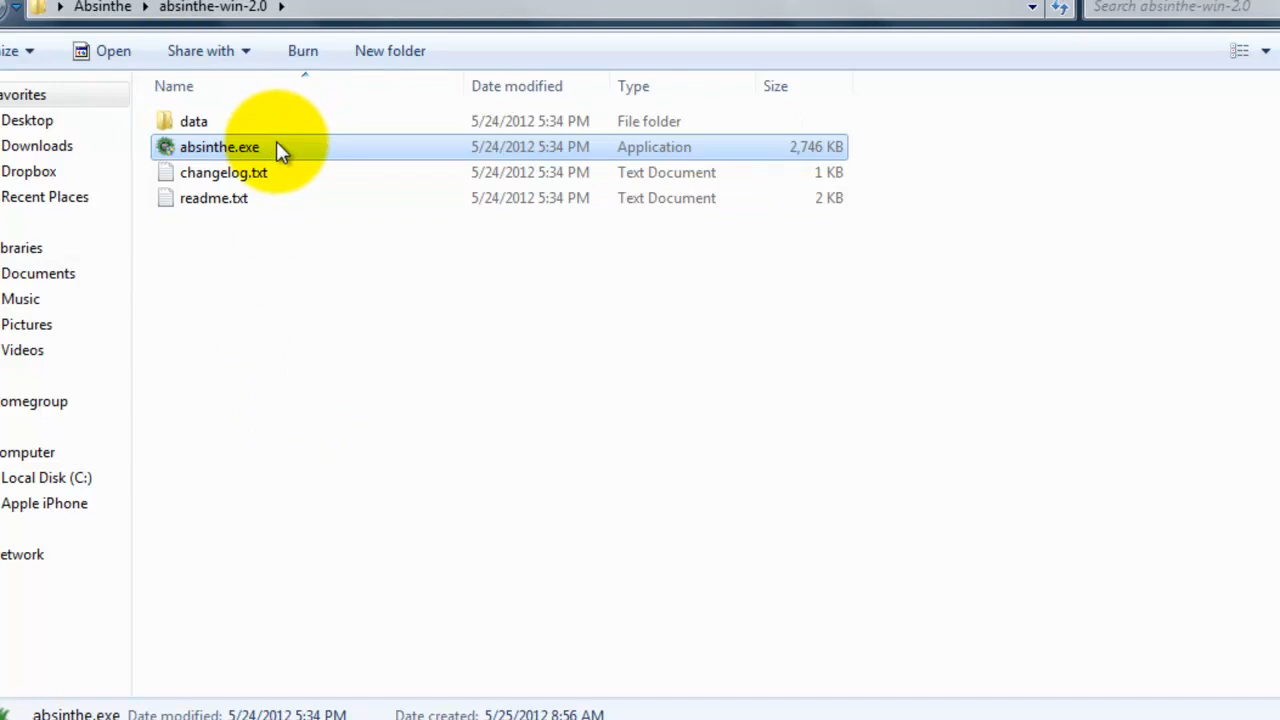 Absinthe absinthe-win-2.0 Search absinthe-win-2.0
ize Open Share with Burn New folder
Name Date modified Type Size
avorites
Desktop
Downloads
Dropbox
Recent Places
braries
Documents
Music
Pictures
Videos
omegroup
omputer
Local Disk (C:)
Apple iPhone
etwork
data 5/24/2012 5:34 PM File folder
absinthe.exe 5/24/2012 5:34 PM Application 2,746 KB
changelog.txt 5/24/2012 5:34 PM Text Document 1 KB
readme.txt 5/24/2012 5:34 PM Text Document 2 KB
absinthe.exe Date modified: 5/24/2012 5:34 PM Date created: 5/25/2012 8:56 AM